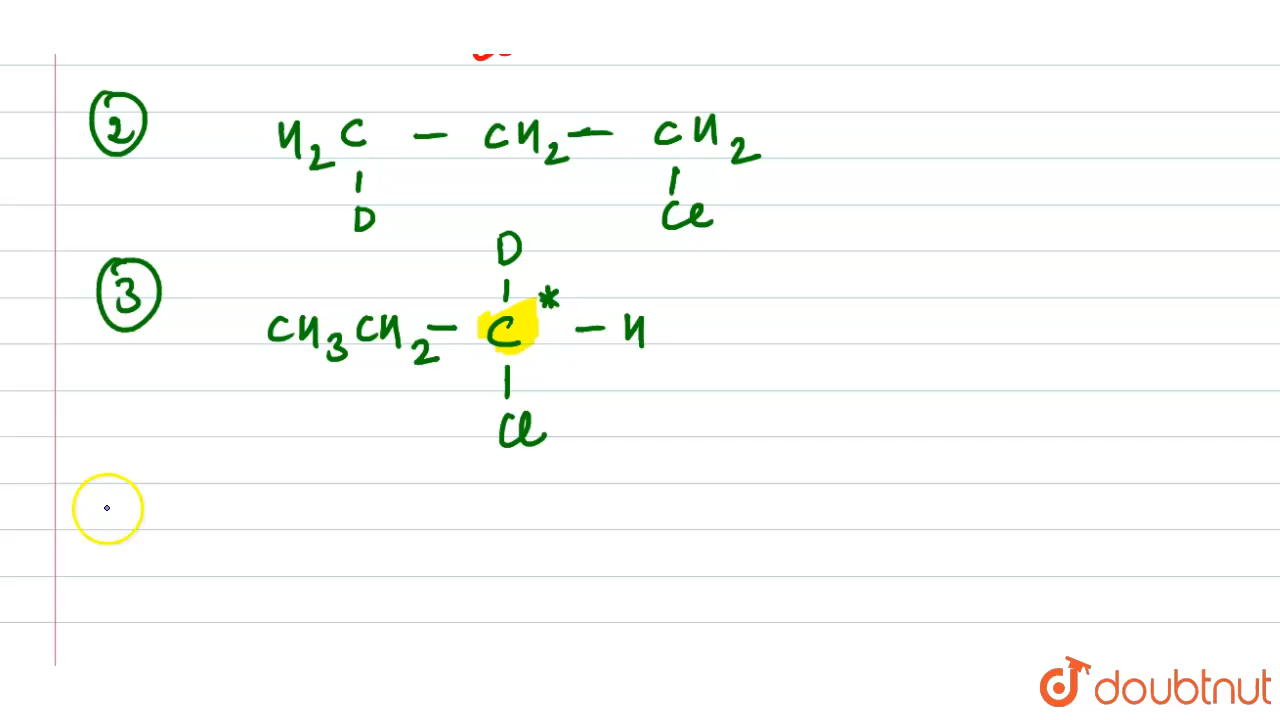 ② H₂C – CH₂ – CH₂
D Cl
D
③ CH₃CH₂ – C* – H
Cl
doubtnut